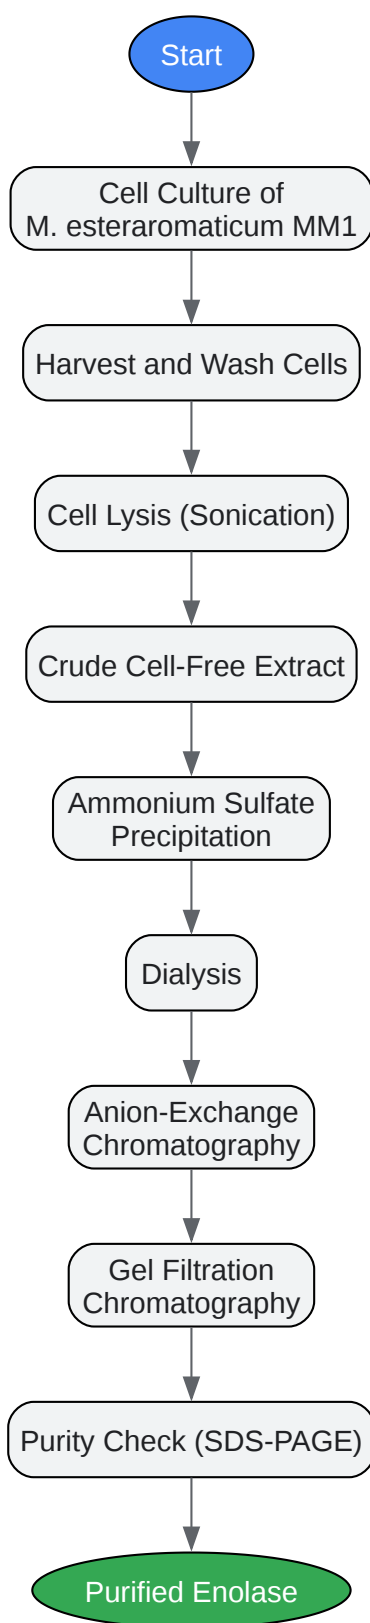 Start
Cell Culture of
M. esteraromaticum MM1
Harvest and Wash Cells
Cell Lysis (Sonication)
Crude Cell-Free Extract
Ammonium Sulfate
Precipitation
Dialysis
Anion-Exchange
Chromatography
Gel Filtration
Chromatography
Purity Check (SDS-PAGE)
Purified Enolase